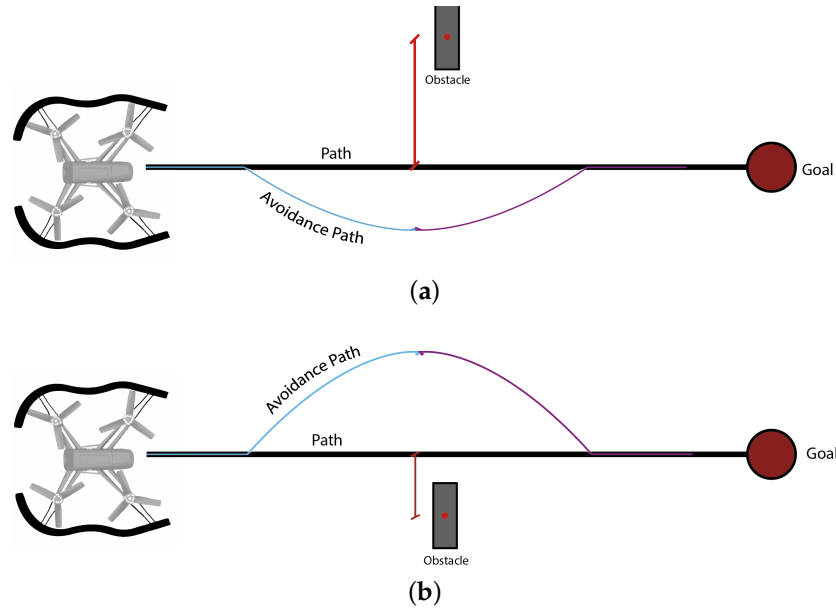 Obstacle
Path
Goal
Avoidance Path
(a)
Avoidance Path
Path
Goal
Obstacle
(b)